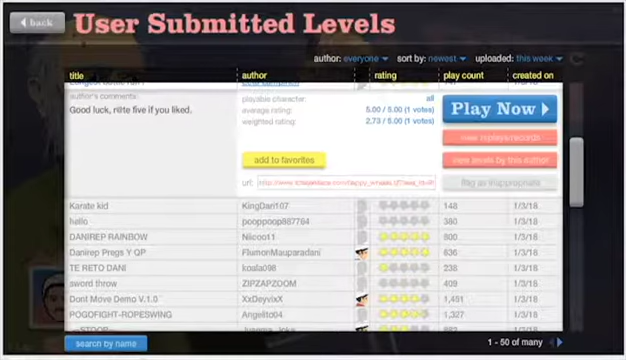 back
User Submitted Levels
author: everyone sort by: newest uploaded: this week
title author rating play count created on
author's comments:
Good luck, rate five if you liked.
playable character: all
average rating: 5.00 / 5.00 (1 votes)
weighted rating: 2.73 / 5.00 (1 votes)
Play Now
view replays/records
add to favorites
view levels by this author
url:
flag as inappropriate
Karate kid KingDari107 148 1/3/18
hello 380 1/3/18
DANIREP RAINBOW Nicoo11 800 1/3/18
Danirep Pregs Y QP FlumonMauparadani 636 1/3/18
TE RETO DANI koala098 238 1/3/18
sword throw ZIPZAPZOOM 409 1/3/18
Dont Move Demo V.1.0 XxDeyvixX 1,451 1/3/18
POGOFIGHT-ROPESWING Angelito04 1,327 1/3/18
search by name
1 - 50 of many